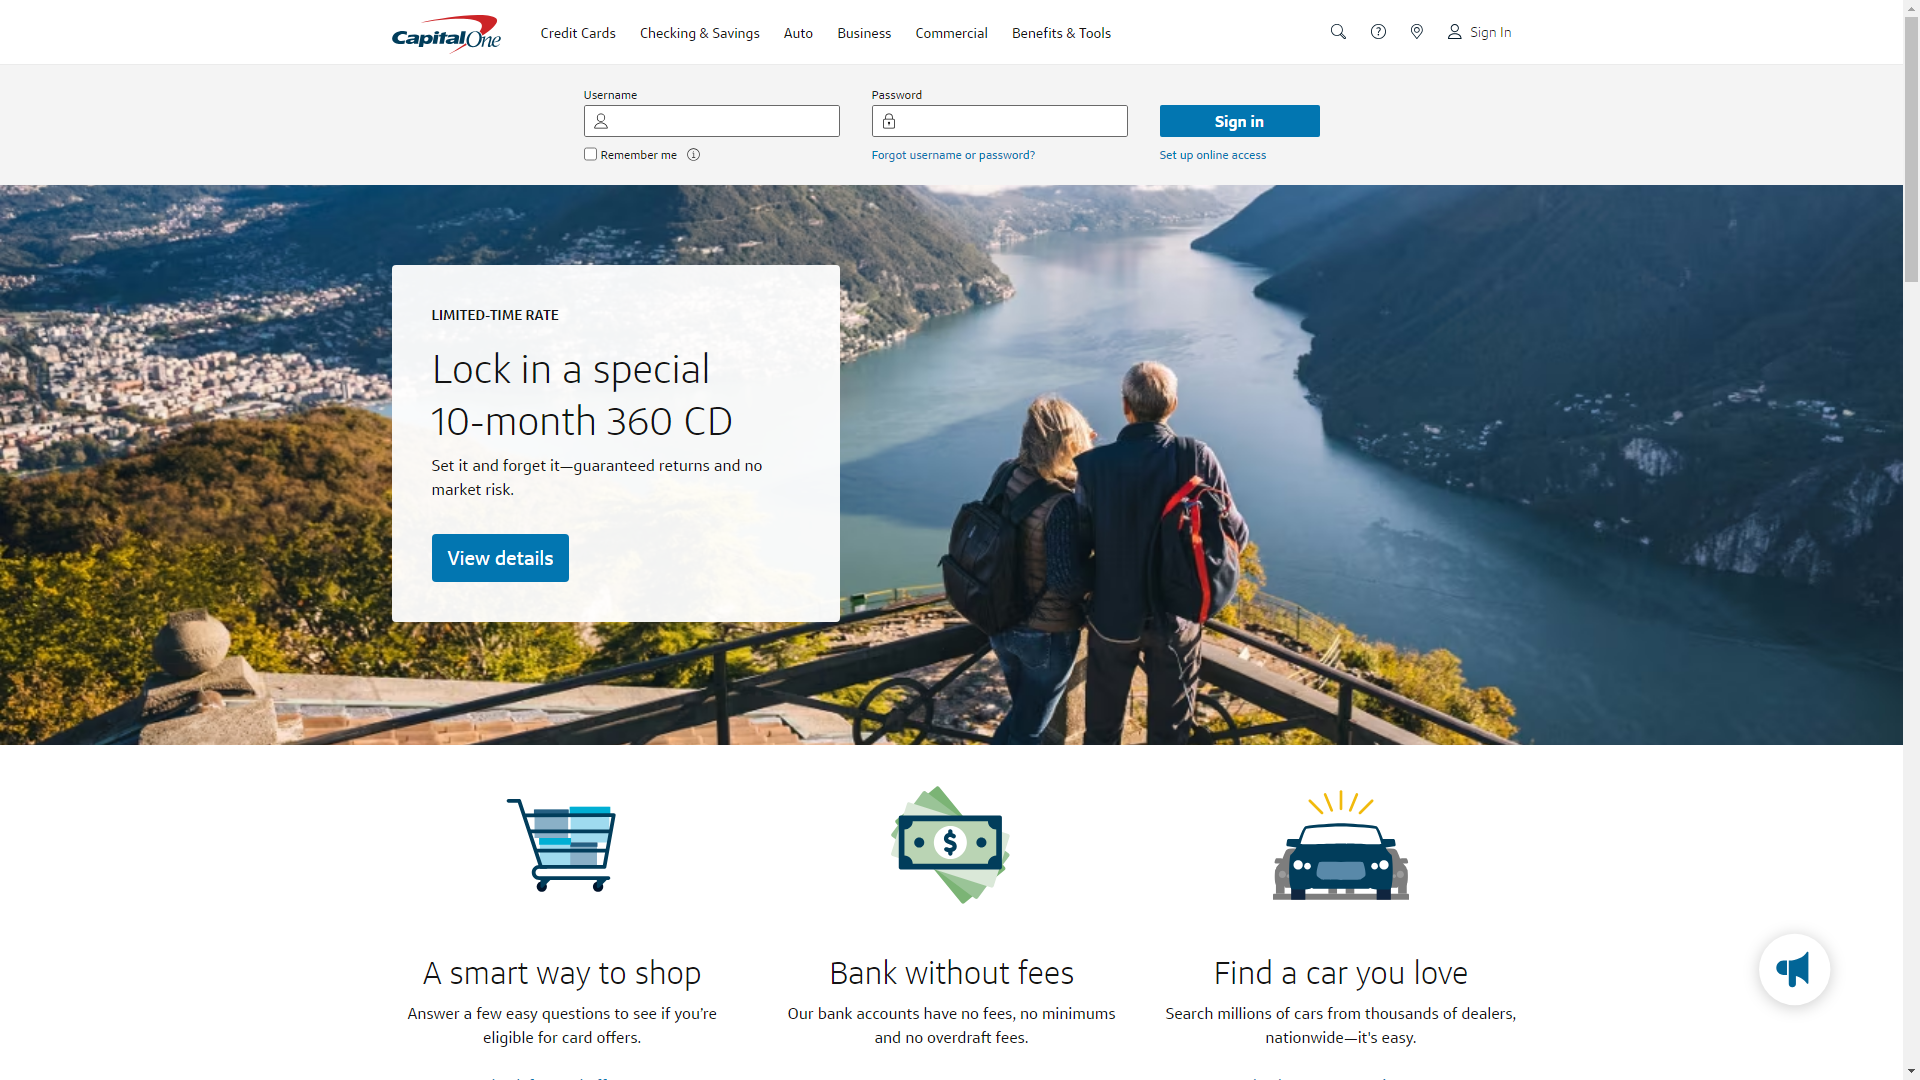 Capital One
Credit Cards
Checking & Savings
Auto
Business
Commercial
Benefits & Tools
Sign In
Username
Password
Sign in
Remember me
Forgot username or password?
Set up online access
LIMITED-TIME RATE
Lock in a special
10-month 360 CD
Set it and forget it—guaranteed returns and no
market risk.
View details
A smart way to shop
Answer a few easy questions to see if you’re
eligible for card offers.
Bank without fees
Our bank accounts have no fees, no minimums
and no overdraft fees.
Find a car you love
Search millions of cars from thousands of dealers,
nationwide—it's easy.